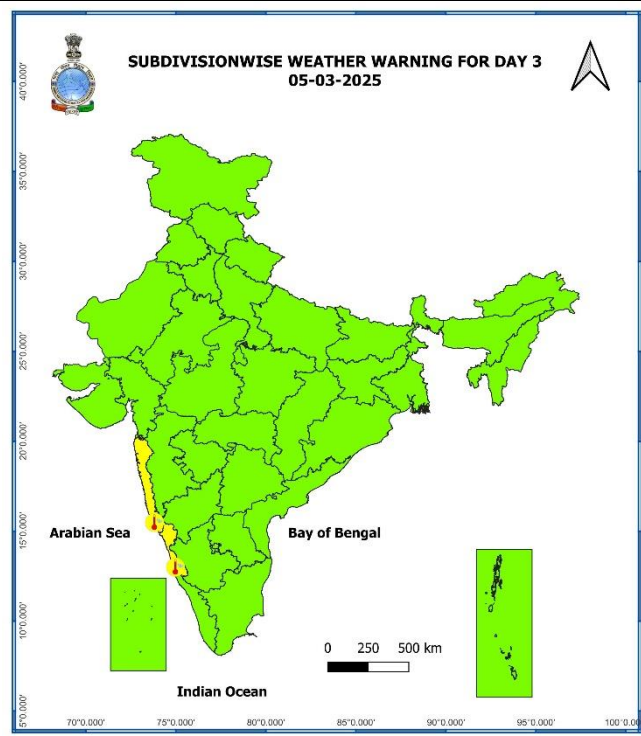 SUBDIVISIONWISE WEATHER WARNING FOR DAY 3
05-03-2025
40°0.000'
35°0.000'
30°0.000'
25°0.000'
20°0.000'
15°0.000'
10°0.000'
5°0.000'
Arabian Sea
Bay of Bengal
0 250 500 km
Indian Ocean
70°0.000' 75°0.000' 80°0.000' 85°0.000' 90°0.000' 95°0.000' 100°0.0